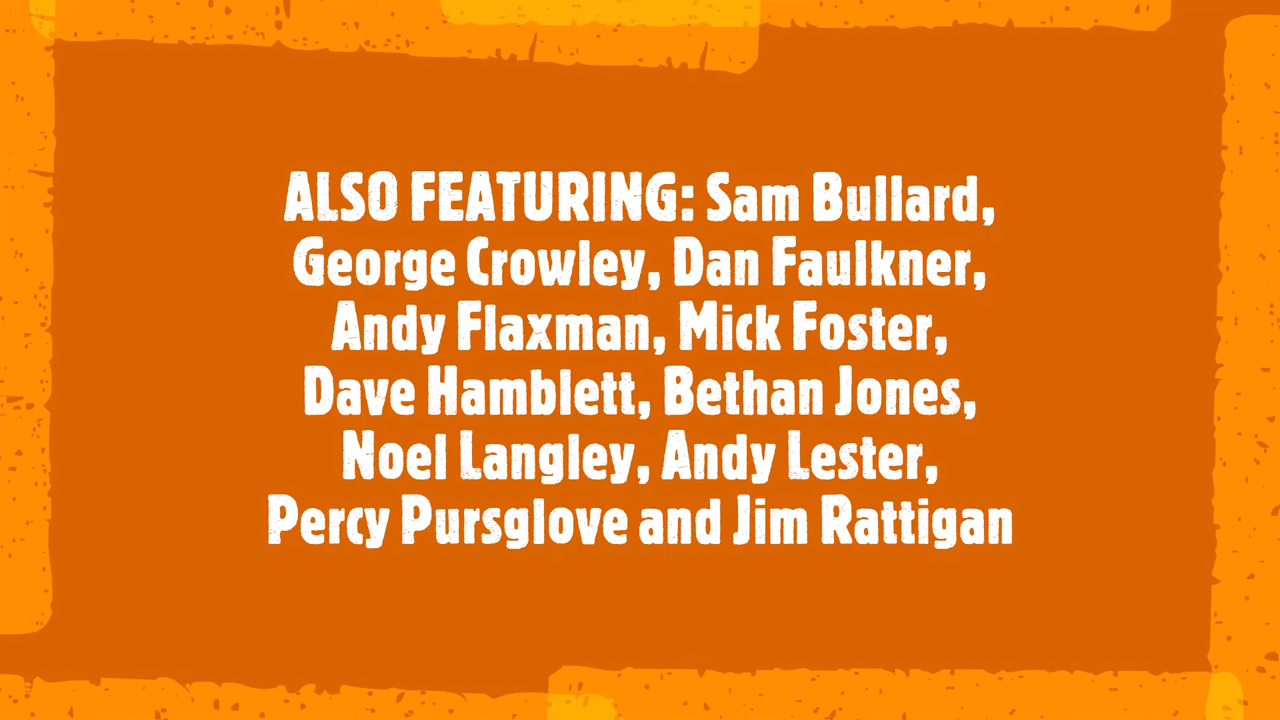 ALSO FEATURING: Sam Bullard,
George Crowley, Dan Faulkner,
Andy Flaxman, Mick Foster,
Dave Hamblett, Bethan Jones,
Noel Langley, Andy Lester,
Percy Pursglove and Jim Rattigan